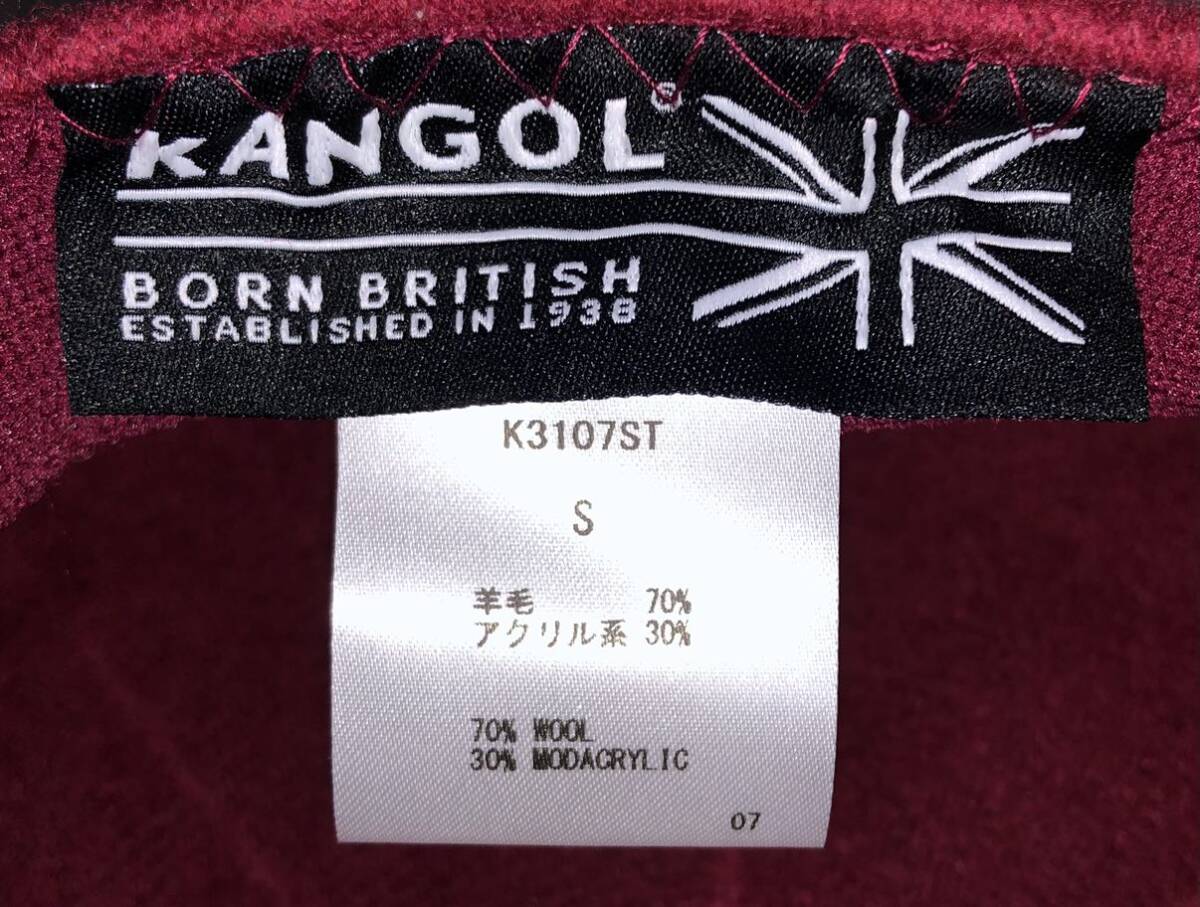 KANGOL®
BORN BRITISH
ESTABLISHED IN 1938
K3107ST
S
羊毛 70%
アクリル系 30%
70% WOOL
30% MODACRYLIC
07